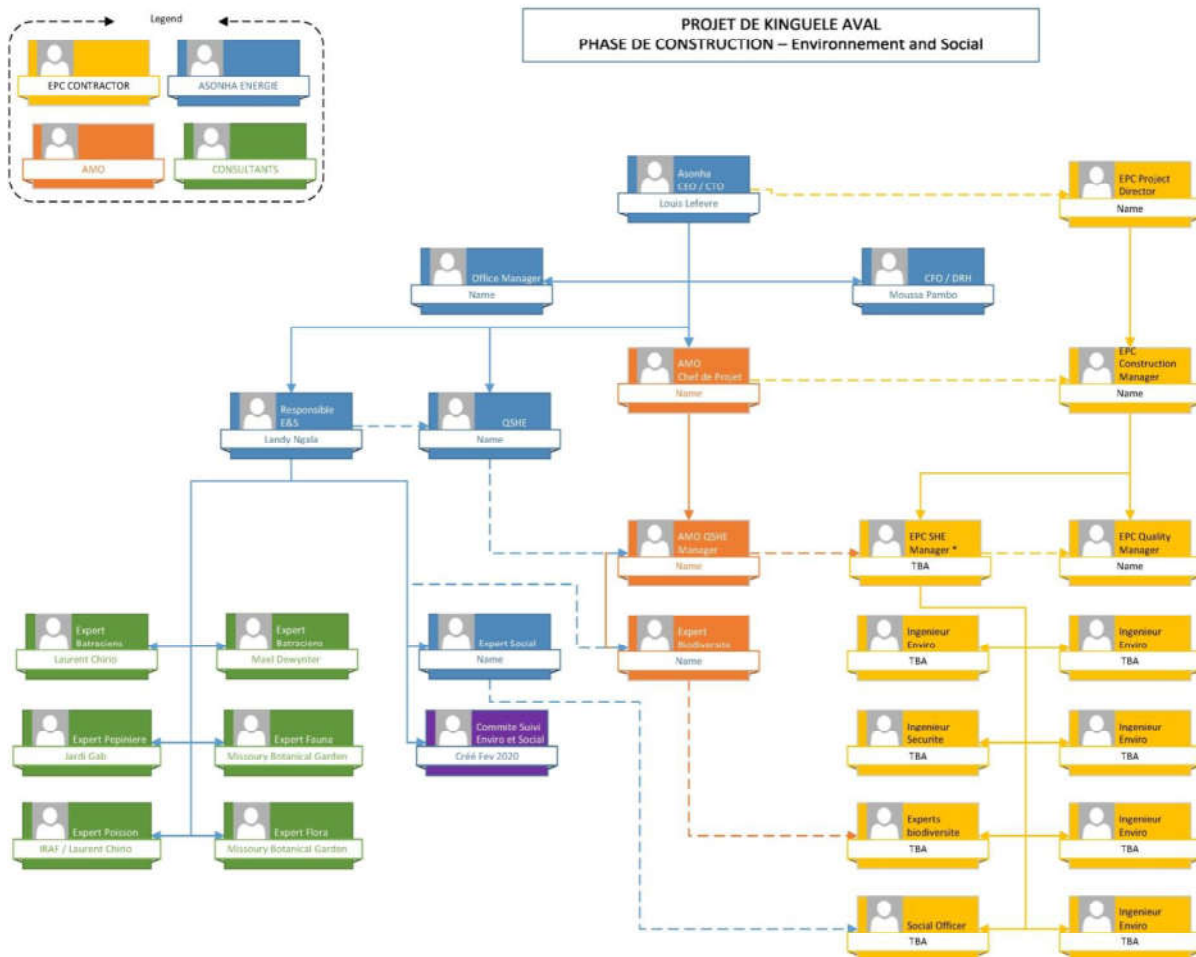 Legend
PROJET DE KINGUELE AVAL
PHASE DE CONSTRUCTION – Environnement and Social
EPC CONTRACTOR
ASONHA ENERGIE
AMO
CONSULTANTS
Asonha
CEO / CTO
Louis Lefevre
EPC Project
Director
Name
Office Manager
Name
CFO / DRH
Moussa Pambo
AMO
Chef de Projet
Name
EPC
Construction
Manager
Name
Responsible
E&S
Landy Ngala
QSHE
Name
AMO QSHE
Manager
Name
EPC SHE
Manager *
TBA
EPC Quality
Manager
Name
Expert
Batraciens
Laurent Chirio
Expert
Batraciens
Mael Dewynter
Expert Social
Name
Expert
Biodiversite
Name
Ingenieur
Enviro
TBA
Ingenieur
Enviro
TBA
Expert Pepiniere
Jardi Gab
Expert Fauna
Missoury Botanical Garden
Commite Suivi
Enviro et Social
Créé Fev 2020
Ingenieur
Securite
TBA
Ingenieur
Enviro
TBA
Expert Poisson
IRAF / Laurent Chirio
Expert Flora
Missoury Botanical Garden
Experts
biodiversite
TBA
Ingenieur
Enviro
TBA
Social Officer
TBA
Ingenieur
Enviro
TBA